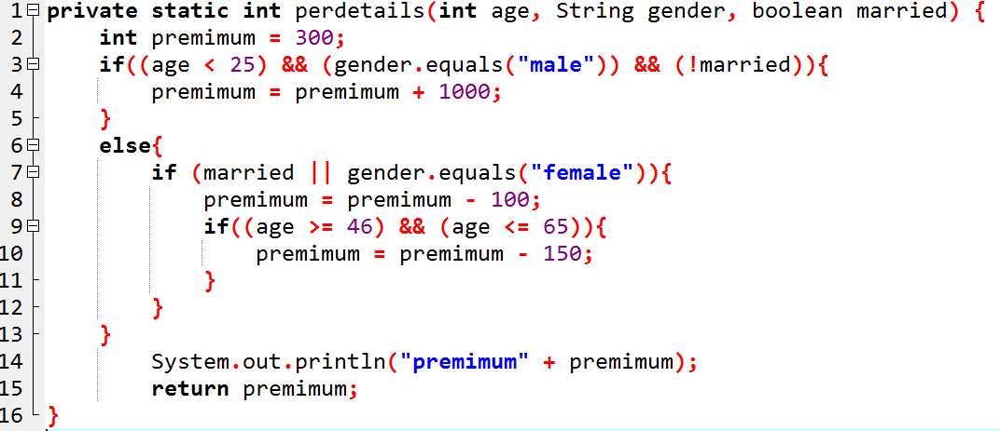 1 private static int perdetails(int age, String gender, boolean married) {
2 int premimum = 300;
3 if((age < 25) && (gender.equals("male")) && (!married)){
4 premimum = premimum + 1000;
5 }
6 else{
7 if (married || gender.equals("female")){
8 premimum = premimum - 100;
9 if((age >= 46) && (age <= 65)){
10 premimum = premimum - 150;
11 }
12 }
13 }
14 System.out.println("premimum" + premimum);
15 return premimum;
16 }